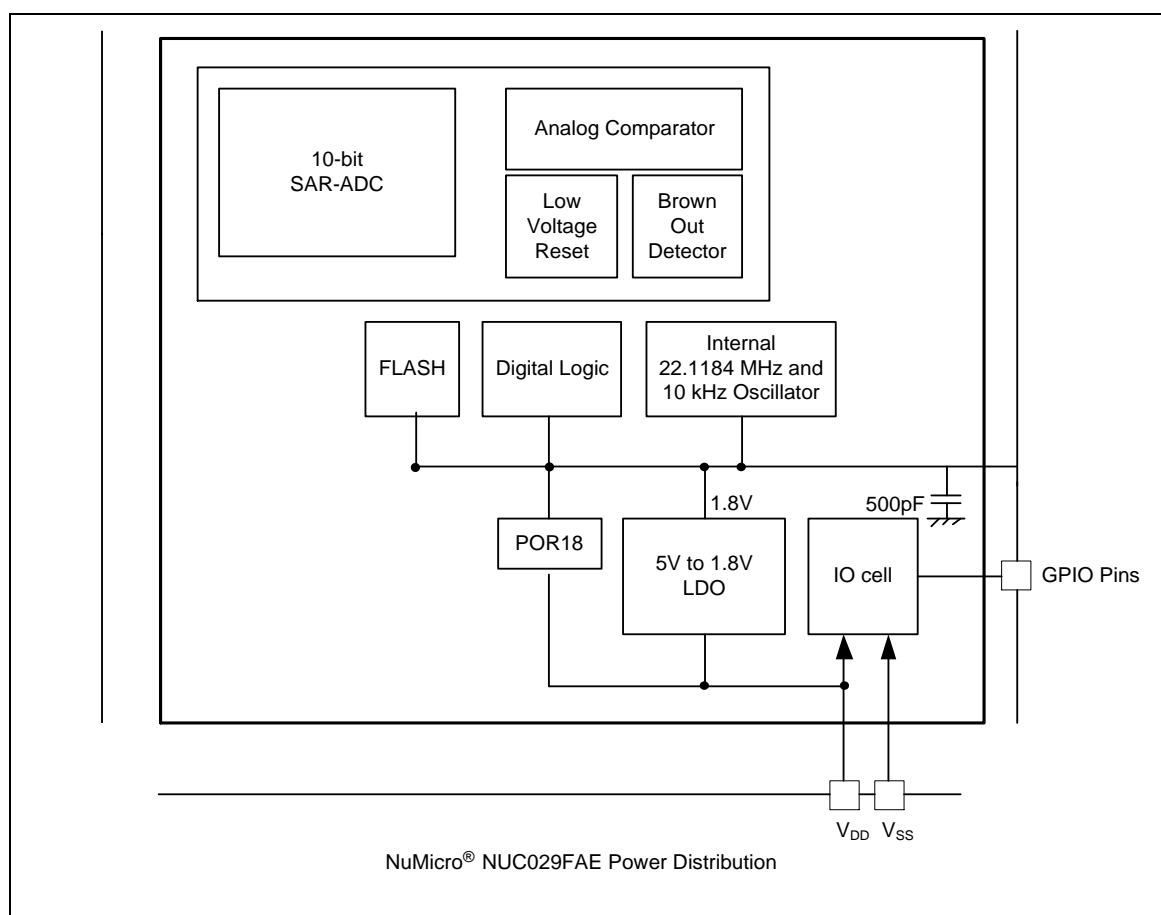 10-bit
SAR-ADC
Analog Comparator
Low
Voltage
Reset
Brown
Out
Detector
FLASH
Digital Logic
Internal
22.1184 MHz and
10 kHz Oscillator
1.8V
500pF
POR18
5V to 1.8V
LDO
IO cell
GPIO Pins
VDD
VSS
NuMicro® NUC029FAE Power Distribution